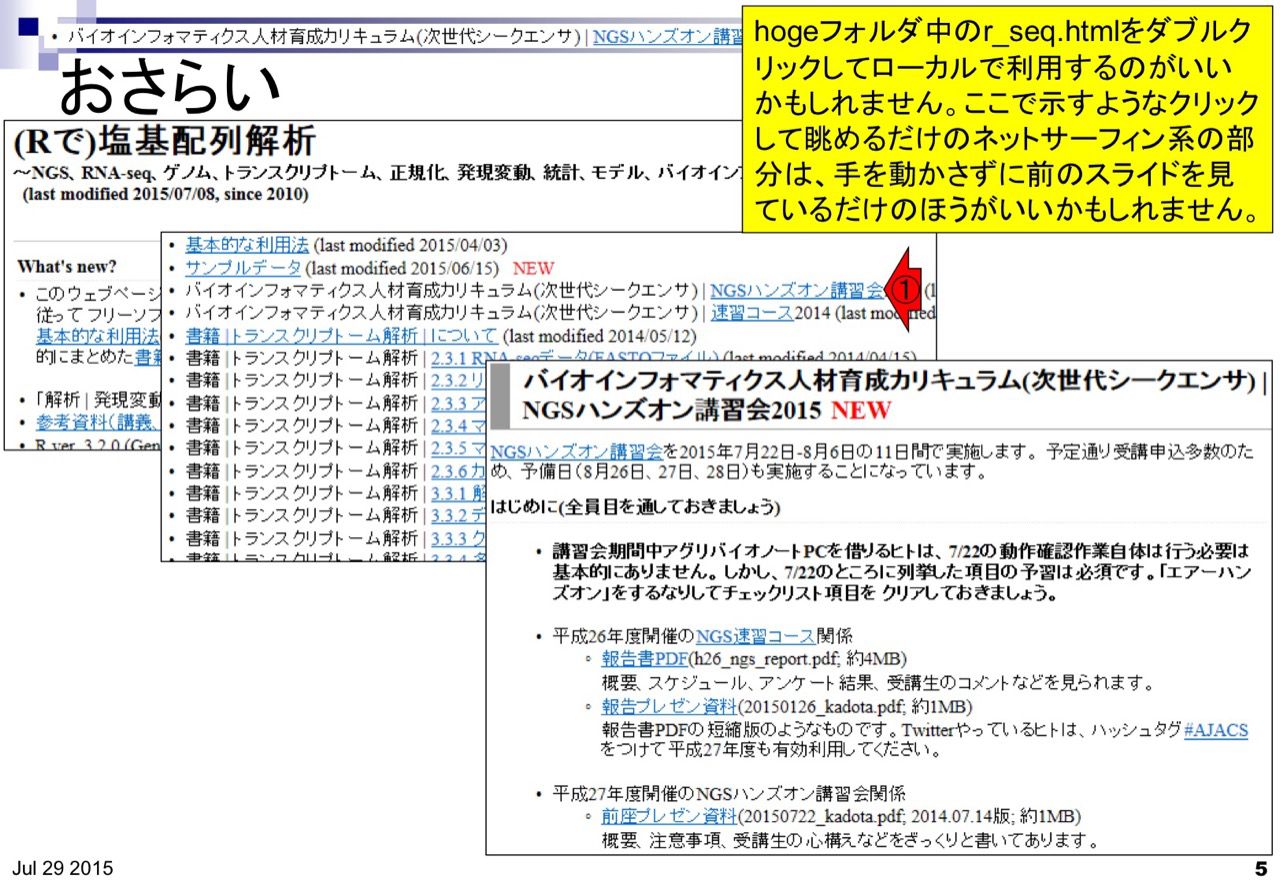 ・バイオインフォマティクス人材育成カリキュラム(次世代シークエンサ) | NGSハンズオン講習
おさらい
hogeフォルダ中のr_seq.htmlをダブルク
リックしてローカルで利用するのがいい
かもしれません。ここで示すようなクリック
して眺めるだけのネットサーフィン系の部
分は、手を動かさずに前のスライドを見
ているだけのほうがいいかもしれません。
(Rで)塩基配列解析
～NGS、RNA-seq、ゲノム、トランスクリプトーム、正規化、発現変動、統計、モデル、バイオイン
(last modified 2015/07/08, since 2010)
What's new?
・このウェブページ
従って フリーソフ
基本的な利用法
的にまとめた書
・「解析 | 発現変動
・参考資料(講義、
・R ver. 3.2.0 (Gen
・基本的な利用法 (last modified 2015/04/03)
・サンプルデータ (last modified 2015/06/15) NEW
・バイオインフォマティクス人材育成カリキュラム(次世代シークエンサ) | NGSハンズオン講習会
①
・バイオインフォマティクス人材育成カリキュラム(次世代シークエンサ) | 速習コース2014 (last mod
・書籍 | トランスクリプトーム解析 | について (last modified 2014/05/12)
・書籍 | トランスクリプトーム解析 | 2.3.1 RNA-seqデータ(FASTQファイル) (last modified 2014/04/15)
・書籍 | トランスクリプトーム解析 | 2.3.2 リ
・書籍 | トランスクリプトーム解析 | 2.3.3 ア
・書籍 | トランスクリプトーム解析 | 2.3.4 マ
・書籍 | トランスクリプトーム解析 | 2.3.5 マ
・書籍 | トランスクリプトーム解析 | 2.3.6 カ
・書籍 | トランスクリプトーム解析 | 3.3.1 解
・書籍 | トランスクリプトーム解析 | 3.3.2 デ
・書籍 | トランスクリプトーム解析 | 3.3.3 ク
・書籍 | トランスクリプトーム解析 | 3.3.4
バイオインフォマティクス人材育成カリキュラム(次世代シークエンサ) |
NGSハンズオン講習会2015 NEW
NGSハンズオン講習会を2015年7月22日-8月6日の11日間で実施します。予定通り受講申込多数のた
め、予備日(8月26日、27日、28日)も実施することになっています。
はじめに(全員目を通しておきましょう)
・講習会期間中アグリバイオノートPCを借りるヒトは、7/22の動作確認作業自体は行う必要は
基本的にありません。しかし、7/22のところに列挙した項目の予習は必須です。「エアーハン
ズオン」をするなりしてチェックリスト項目を クリアしておきましょう。
・平成26年度開催のNGS速習コース関係
◦報告書PDF(h26_ngs_report.pdf; 約4MB)
概要、スケジュール、アンケート結果、受講生のコメントなどを見られます。
◦報告プレゼン資料(20150126_kadota.pdf; 約1MB)
報告書PDFの短縮版のようなものです。Twitterやっているヒトは、ハッシュタグ#AJACS
をつけて平成27年度も有効利用してください。
・平成27年度開催のNGSハンズオン講習会関係
◦前座プレゼン資料(20150722_kadota.pdf; 2014.07.14版; 約1MB)
概要、注意事項、受講生の心構えなどをざっくりと書いてあります。
Jul 29 2015
5